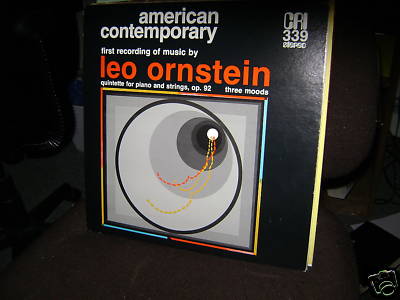 american
contemporary
CRI
339
STEREO
first recording of music by
leo ornstein
quintette for piano and strings, op. 92 three moods